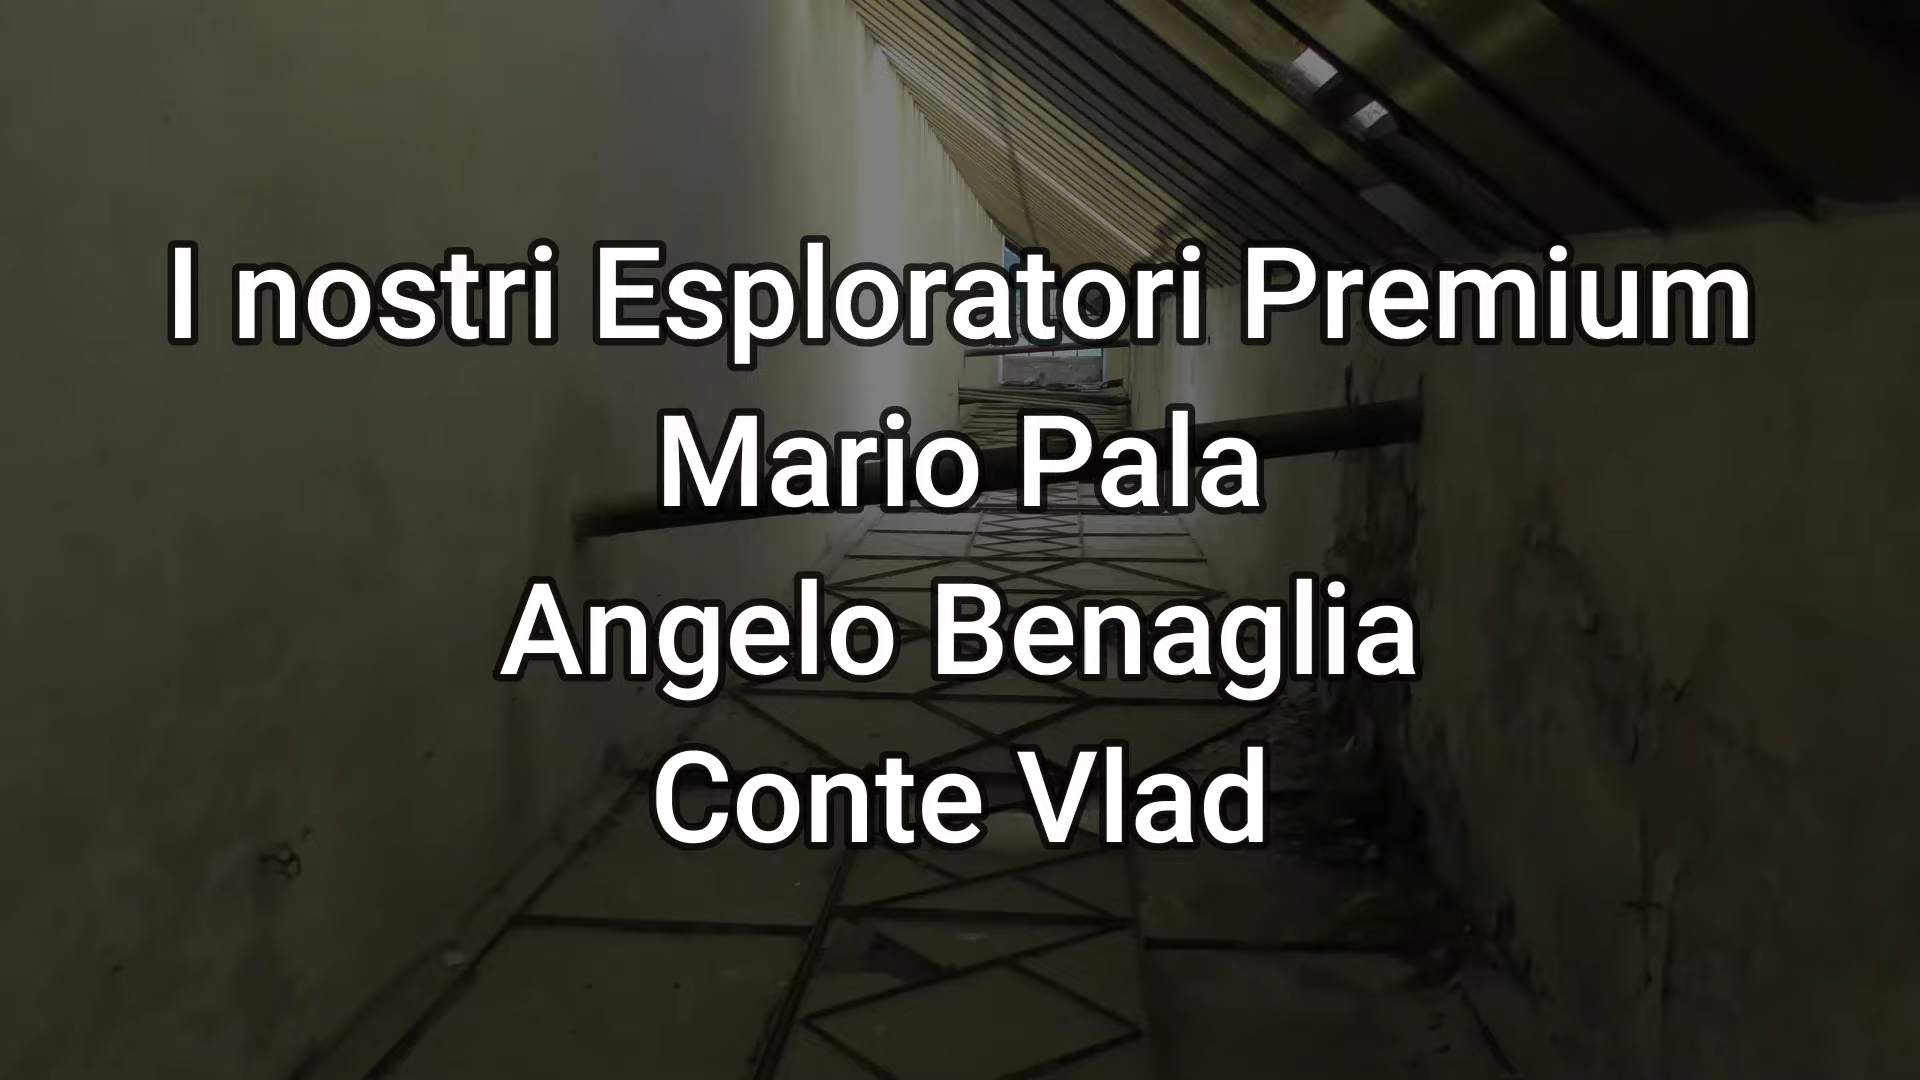 I nostri Esploratori Premium
Mario Pala
Angelo Benaglia
Conte Vlad